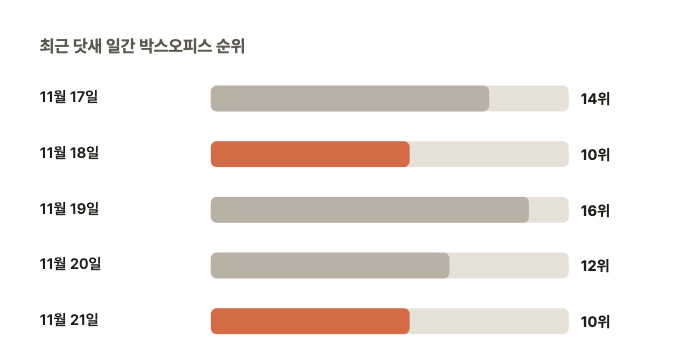 최근 닷새 일간 박스오피스 순위
11월 17일 14위
11월 18일 10위
11월 19일 16위
11월 20일 12위
11월 21일 10위